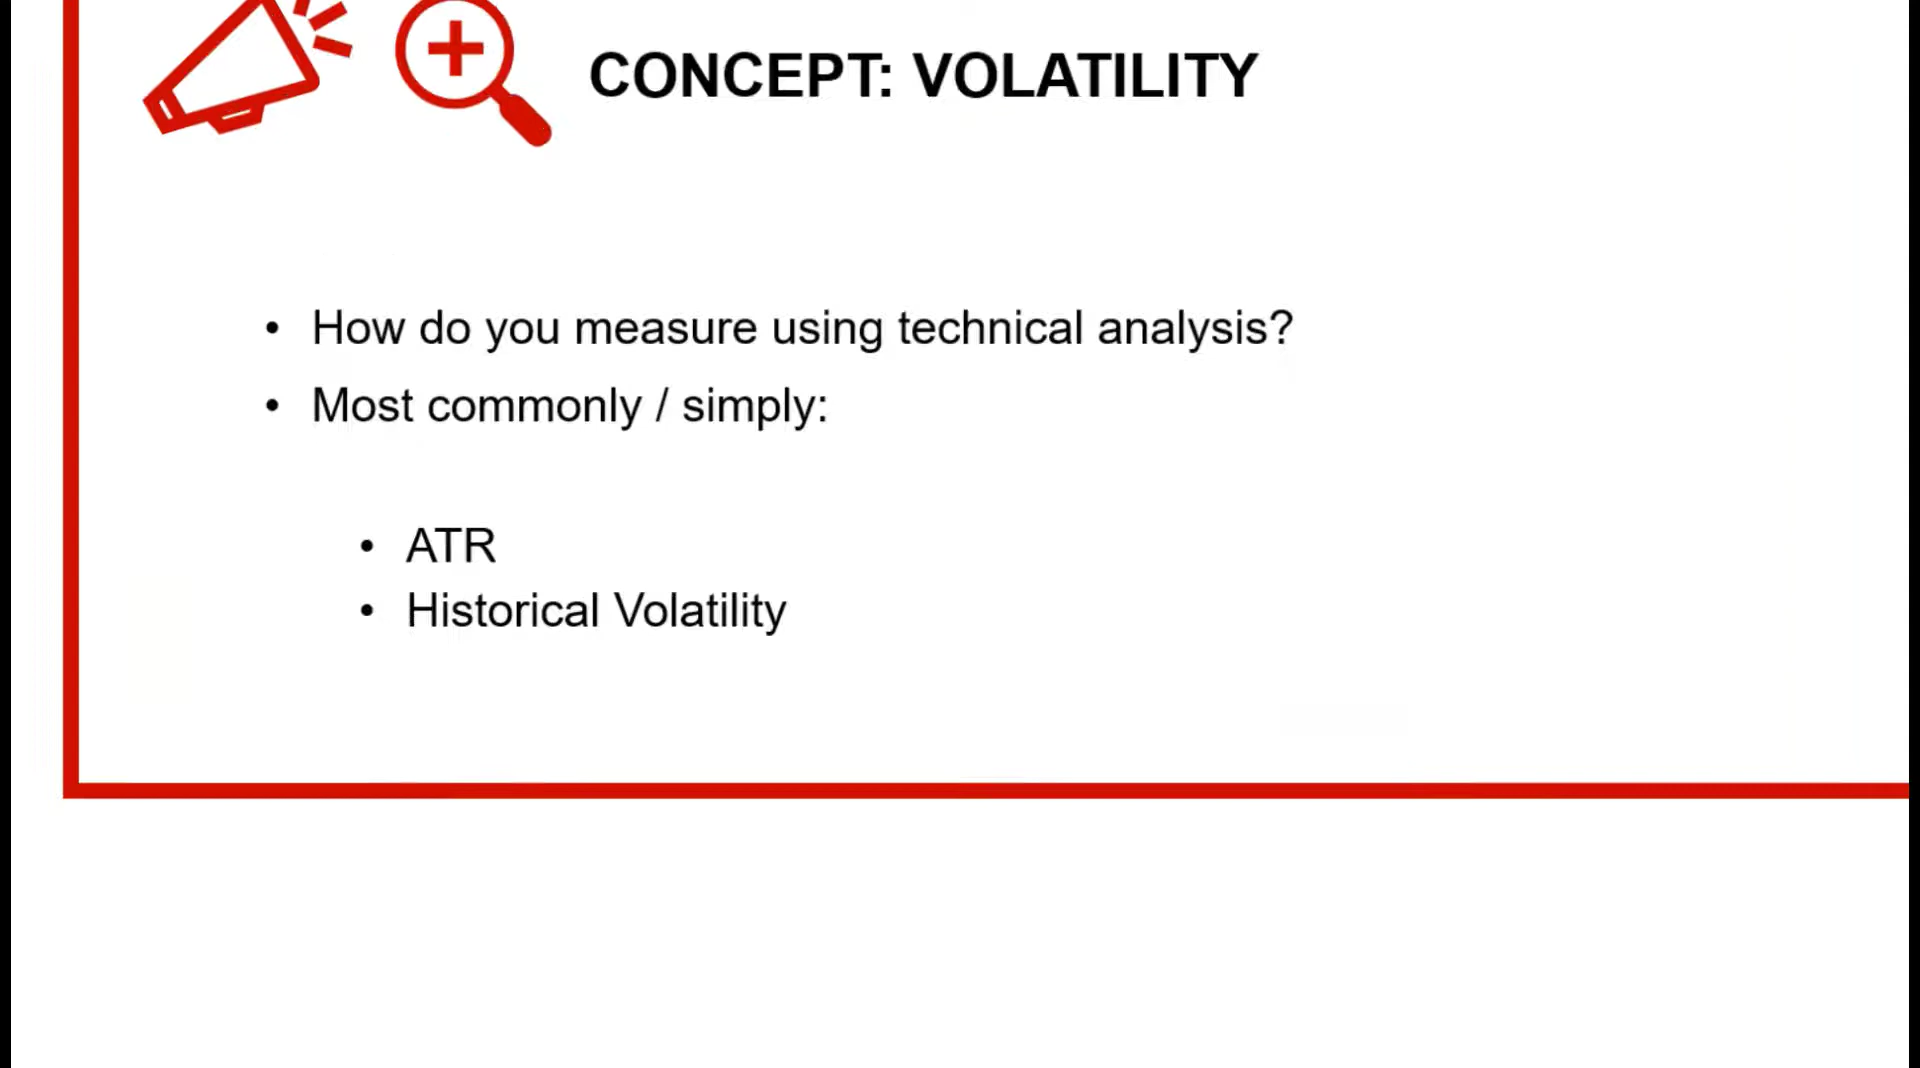 CONCEPT: VOLATILITY
• How do you measure using technical analysis?
• Most commonly / simply:
• ATR
• Historical Volatility